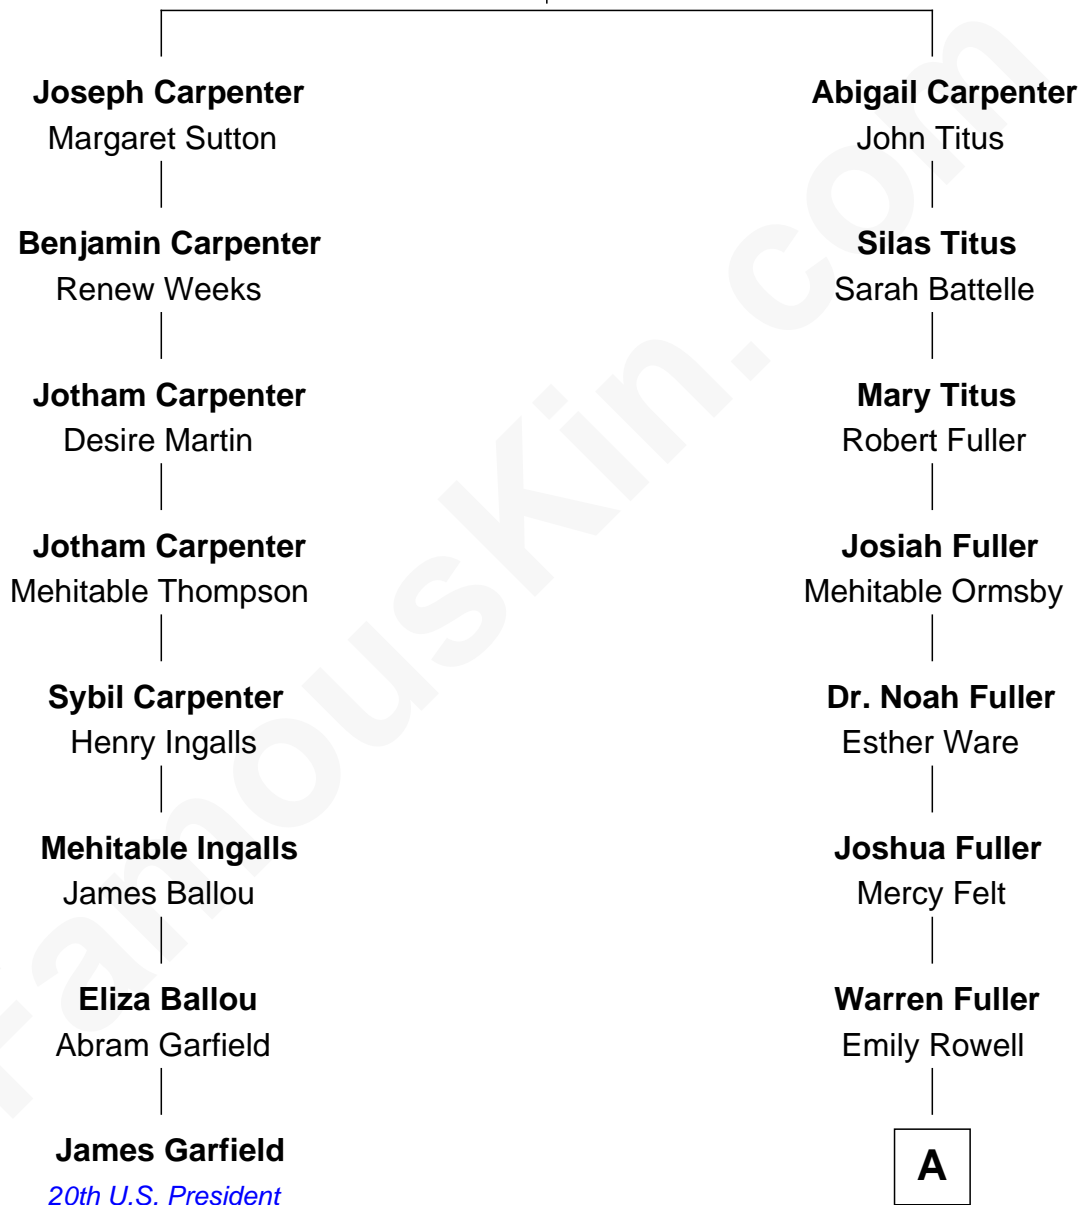 Joseph Carpenter
Margaret Sutton
Benjamin Carpenter
Renew Weeks
Jotham Carpenter
Desire Martin
Jotham Carpenter
Mehitable Thompson
Sybil Carpenter
Henry Ingalls
Mehitable Ingalls
James Ballou
Eliza Ballou
Abram Garfield
James Garfield
20th U.S. President
Abigail Carpenter
John Titus
Silas Titus
Sarah Battelle
Mary Titus
Robert Fuller
Josiah Fuller
Mehitable Ormsby
Dr. Noah Fuller
Esther Ware
Joshua Fuller
Mercy Felt
Warren Fuller
Emily Rowell
A
FamousKin.com